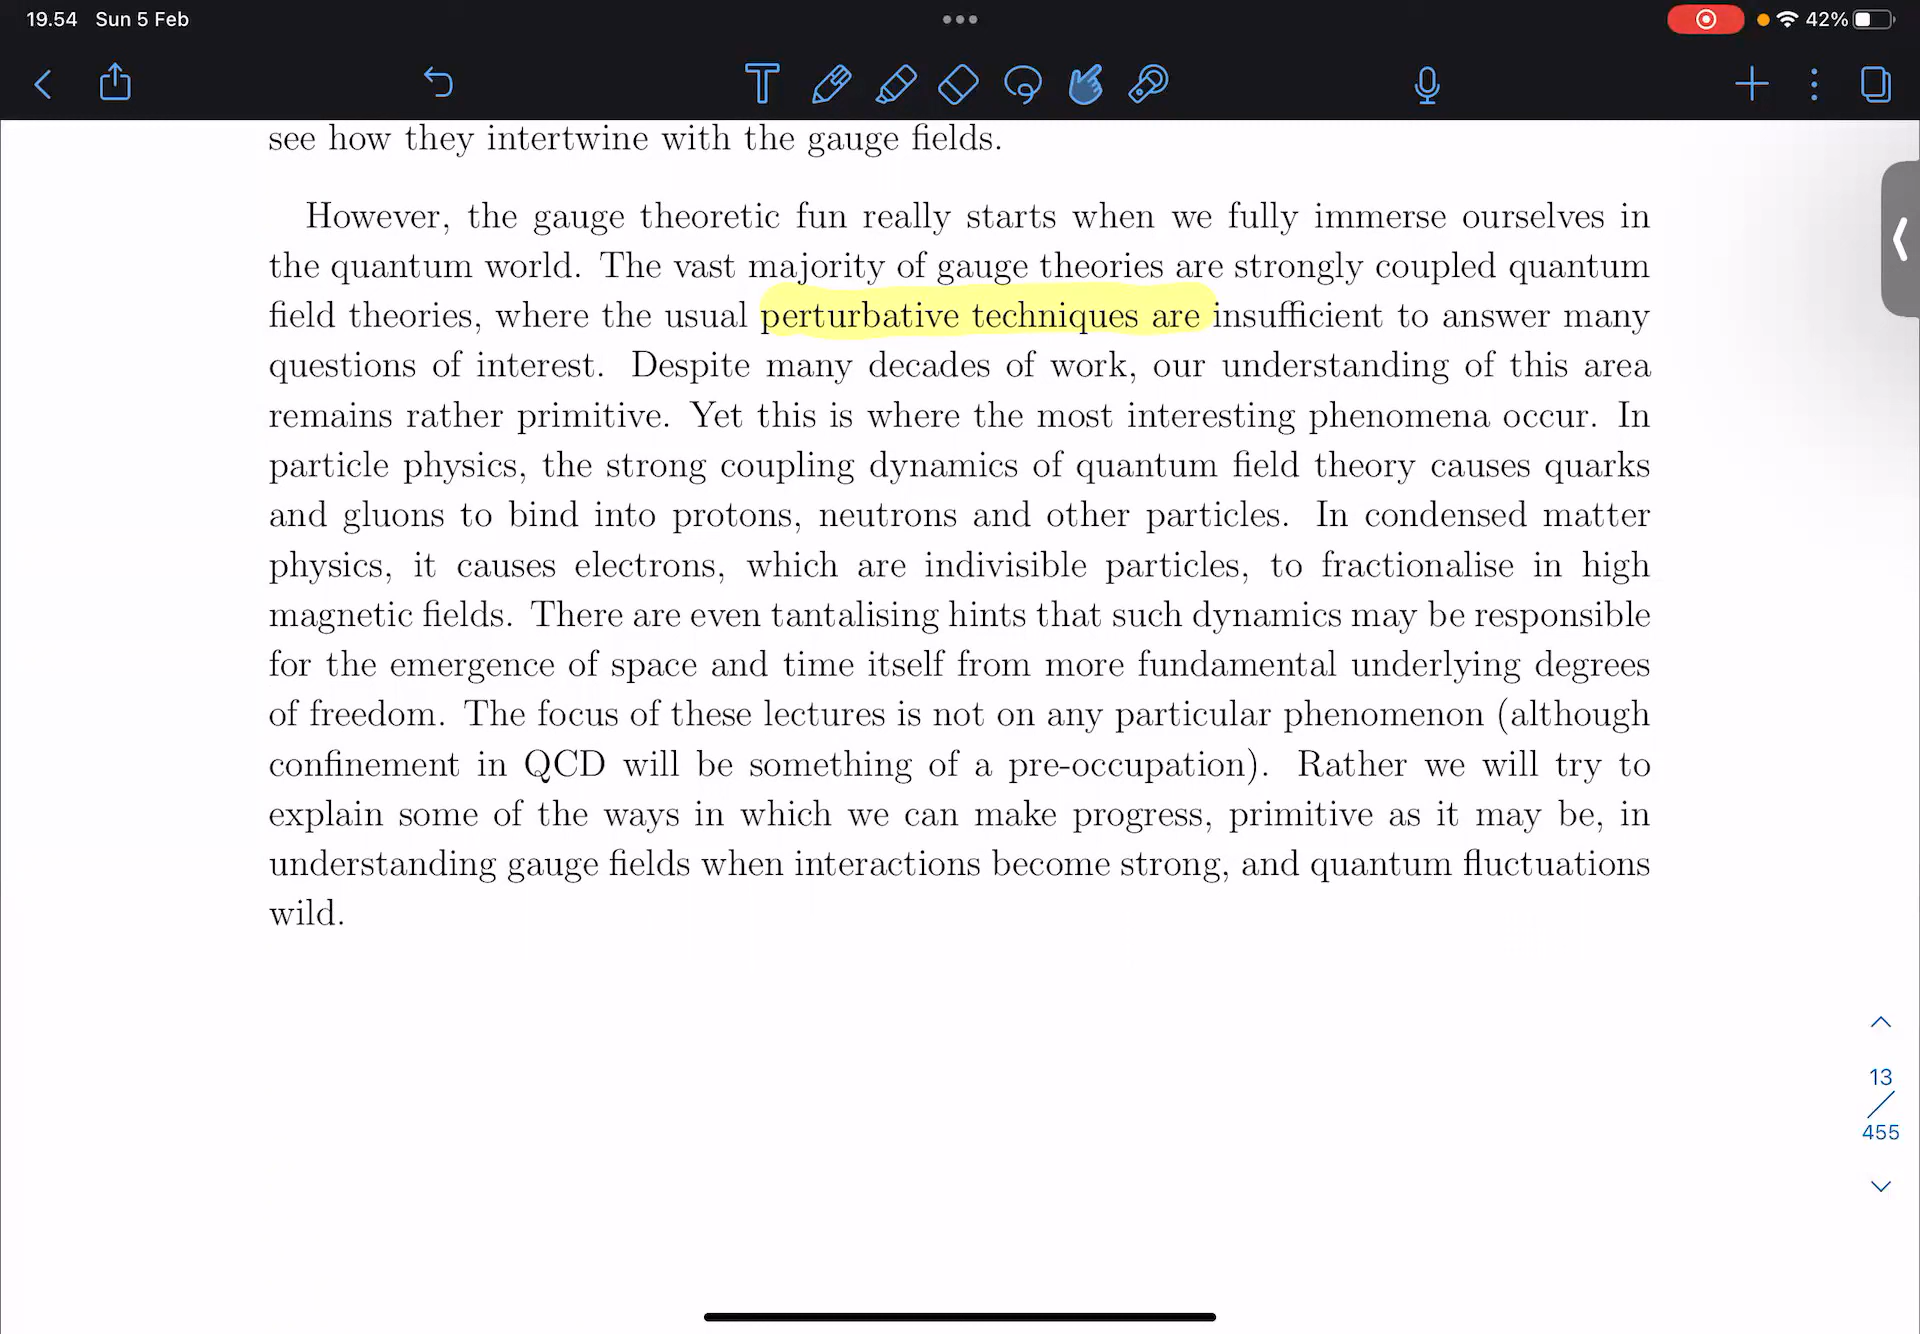 19.54 Sun 5 Feb
42%
see how they intertwine with the gauge fields.
However, the gauge theoretic fun really starts when we fully immerse ourselves in
the quantum world. The vast majority of gauge theories are strongly coupled quantum
field theories, where the usual perturbative techniques are insufficient to answer many
questions of interest. Despite many decades of work, our understanding of this area
remains rather primitive. Yet this is where the most interesting phenomena occur. In
particle physics, the strong coupling dynamics of quantum field theory causes quarks
and gluons to bind into protons, neutrons and other particles. In condensed matter
physics, it causes electrons, which are indivisible particles, to fractionalise in high
magnetic fields. There are even tantalising hints that such dynamics may be responsible
for the emergence of space and time itself from more fundamental underlying degrees
of freedom. The focus of these lectures is not on any particular phenomenon (although
confinement in QCD will be something of a pre-occupation). Rather we will try to
explain some of the ways in which we can make progress, primitive as it may be, in
understanding gauge fields when interactions become strong, and quantum fluctuations
wild.
13
/
455